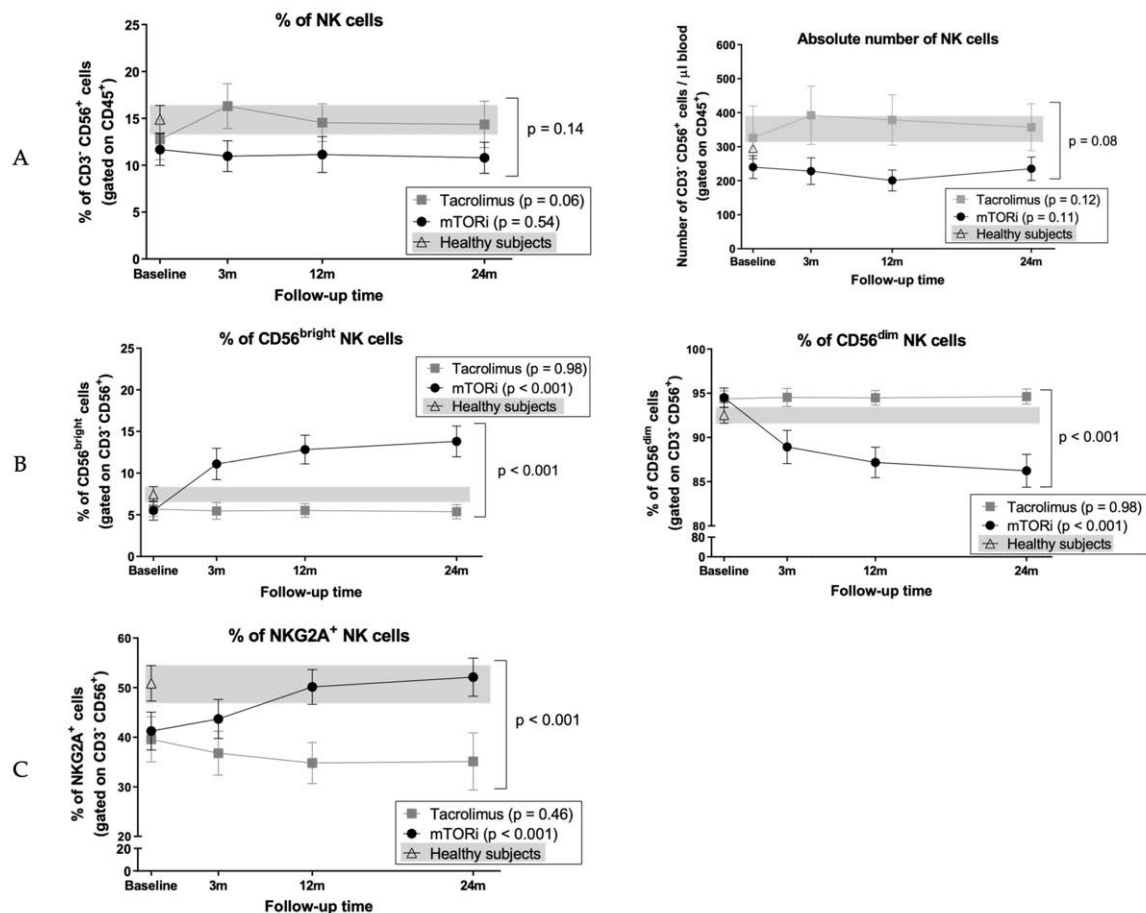 A
% of NK cells
% of CD3⁻ CD56⁺ cells
(gated on CD45⁺)
25
20
15
10
5
0
p = 0.14
Tacrolimus (p = 0.06)
mTORi (p = 0.54)
Healthy subjects
Baseline 3m 12m 24m
Follow-up time
Absolute number of NK cells
Number of CD3⁻ CD56⁺ cells / µl blood
(gated on CD45⁺)
600
500
400
300
200
100
0
p = 0.08
Tacrolimus (p = 0.12)
mTORi (p = 0.11)
Healthy subjects
Baseline 3m 12m 24m
Follow-up time
B
% of CD56ᵇʳⁱᵍʰᵗ NK cells
% of CD56ᵇʳⁱᵍʰᵗ cells
(gated on CD3⁻ CD56⁺)
25
20
15
10
5
0
Tacrolimus (p = 0.98)
mTORi (p < 0.001)
Healthy subjects
p < 0.001
Baseline 3m 12m 24m
Follow-up time
% of CD56ᵈⁱᵐ NK cells
% of CD56ᵈⁱᵐ cells
(gated on CD3⁻ CD56⁺)
100
95
90
85
80
80
0
p < 0.001
Tacrolimus (p = 0.98)
mTORi (p < 0.001)
Healthy subjects
Baseline 3m 12m 24m
Follow-up time
C
% of NKG2A⁺ NK cells
% of NKG2A⁺ cells
(gated on CD3⁻ CD56⁺)
60
50
40
30
20
20
0
p < 0.001
Tacrolimus (p = 0.46)
mTORi (p < 0.001)
Healthy subjects
Baseline 3m 12m 24m
Follow-up time